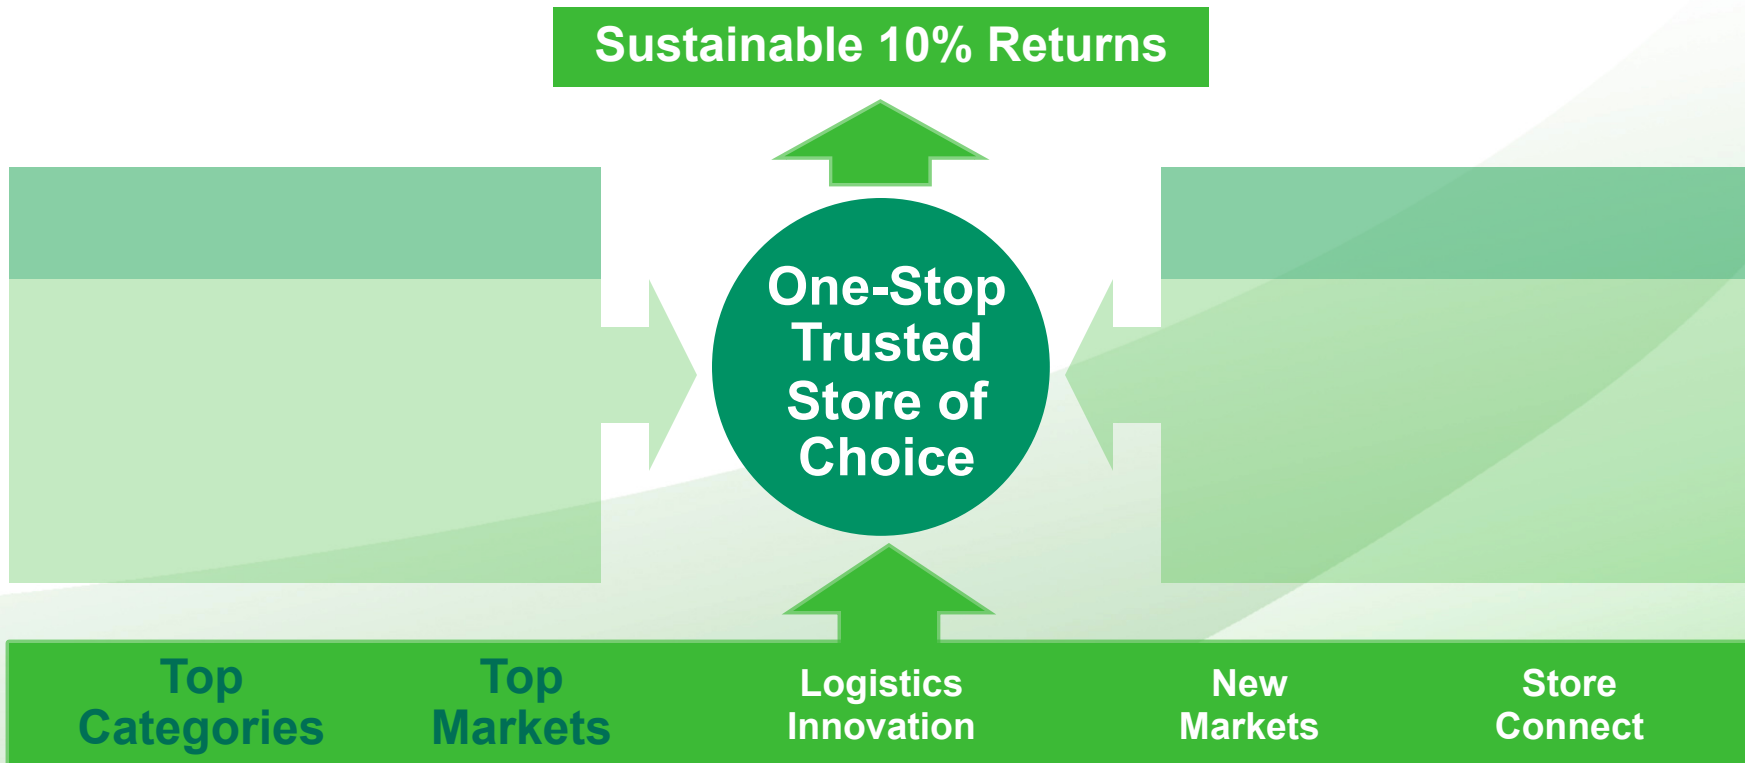 Sustainable 10% Returns
One-Stop
Trusted
Store of
Choice
Top
Categories
Top
Markets
Logistics
Innovation
New
Markets
Store
Connect